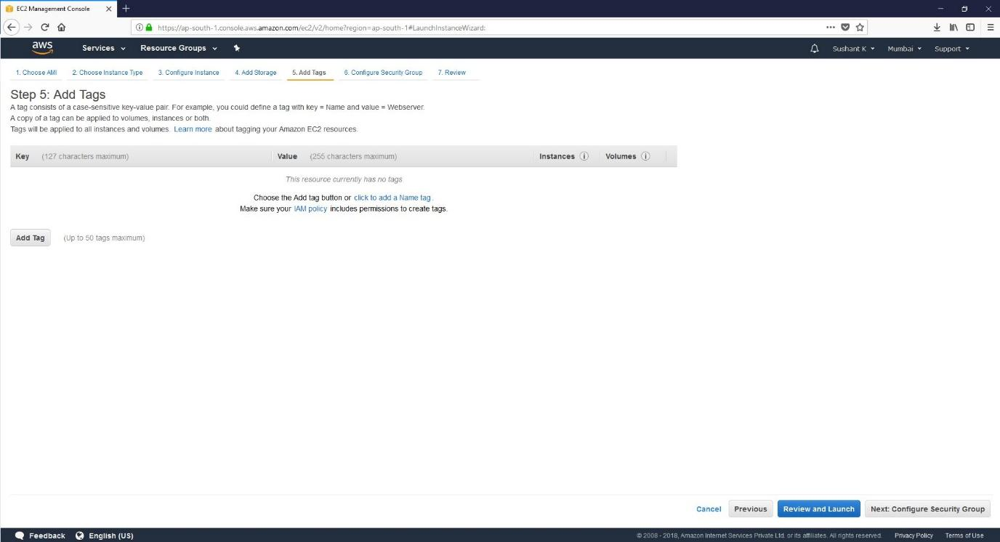 EC2 Management Console
https://ap-south-1.console.aws.amazon.com/ec2/v2/home?region=ap-south-1#LaunchInstanceWizard:
aws Services Resource Groups Sushant K Mumbai Support
1. Choose AMI 2. Choose Instance Type 3. Configure Instance 4. Add Storage 5. Add Tags 6. Configure Security Group 7. Review
Step 5: Add Tags
A tag consists of a case-sensitive key-value pair. For example, you could define a tag with key = Name and value = Webserver.
A copy of a tag can be applied to volumes, instances or both.
Tags will be applied to all instances and volumes. Learn more about tagging your Amazon EC2 resources.
Key (127 characters maximum) Value (255 characters maximum) Instances Volumes
This resource currently has no tags
Choose the Add tag button or click to add a Name tag.
Make sure your IAM policy includes permissions to create tags.
Add Tag (Up to 50 tags maximum)
Cancel Previous Review and Launch Next: Configure Security Group
Feedback English (US) © 2008 - 2018, Amazon Internet Services Private Ltd. or its affiliates. All rights reserved. Privacy Policy Terms of Use